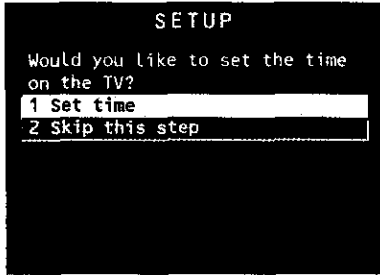 SETUP
Would you like to set the time
on the TV?
1 Set time
2 Skip this step